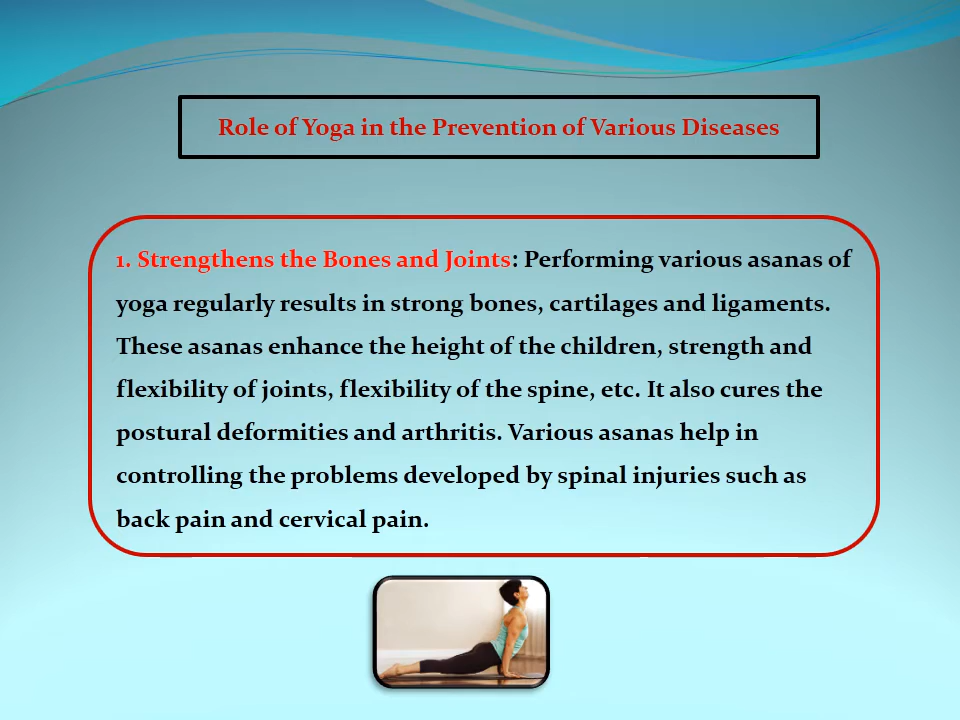 Role of Yoga in the Prevention of Various Diseases
1. Strengthens the Bones and Joints: Performing various asanas of
yoga regularly results in strong bones, cartilages and ligaments.
These asanas enhance the height of the children, strength and
flexibility of joints, flexibility of the spine, etc. It also cures the
postural deformities and arthritis. Various asanas help in
controlling the problems developed by spinal injuries such as
back pain and cervical pain.